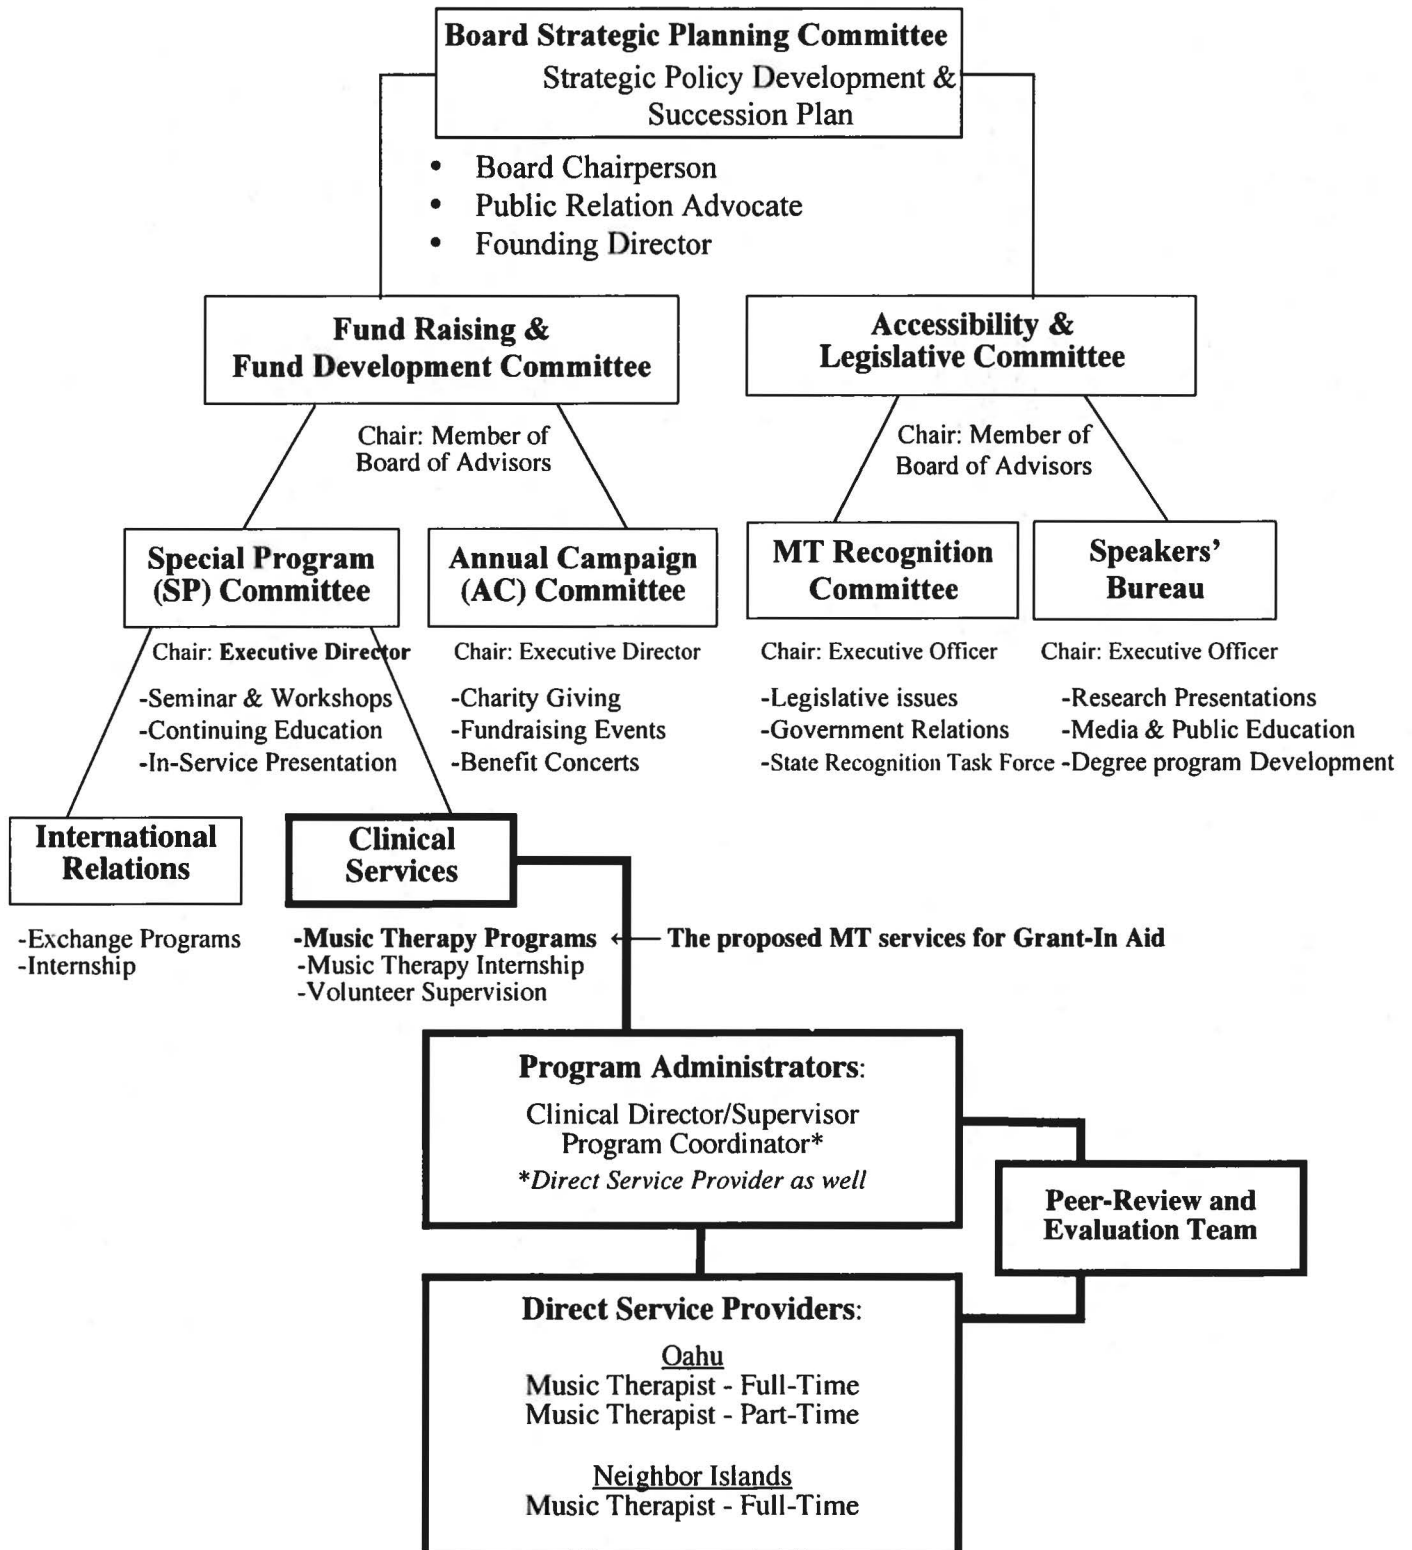 Board Strategic Planning Committee
Strategic Policy Development &
Succession Plan
• Board Chairperson
• Public Relation Advocate
• Founding Director
Fund Raising &
Fund Development Committee
Accessibility &
Legislative Committee
Chair: Member of
Board of Advisors
Chair: Member of
Board of Advisors
Special Program
(SP) Committee
Annual Campaign
(AC) Committee
MT Recognition
Committee
Speakers’
Bureau
Chair: Executive Director
-Seminar & Workshops
-Continuing Education
-In-Service Presentation
Chair: Executive Director
-Charity Giving
-Fundraising Events
-Benefit Concerts
Chair: Executive Officer
-Legislative issues
-Government Relations
-State Recognition Task Force
Chair: Executive Officer
-Research Presentations
-Media & Public Education
-Degree program Development
International
Relations
Clinical
Services
-Exchange Programs
-Internship
-Music Therapy Programs
The proposed MT services for Grant-In Aid
-Music Therapy Internship
-Volunteer Supervision
Program Administrators:
Clinical Director/Supervisor
Program Coordinator*
*Direct Service Provider as well
Peer-Review and
Evaluation Team
Direct Service Providers:
Oahu
Music Therapist - Full-Time
Music Therapist - Part-Time
Neighbor Islands
Music Therapist - Full-Time